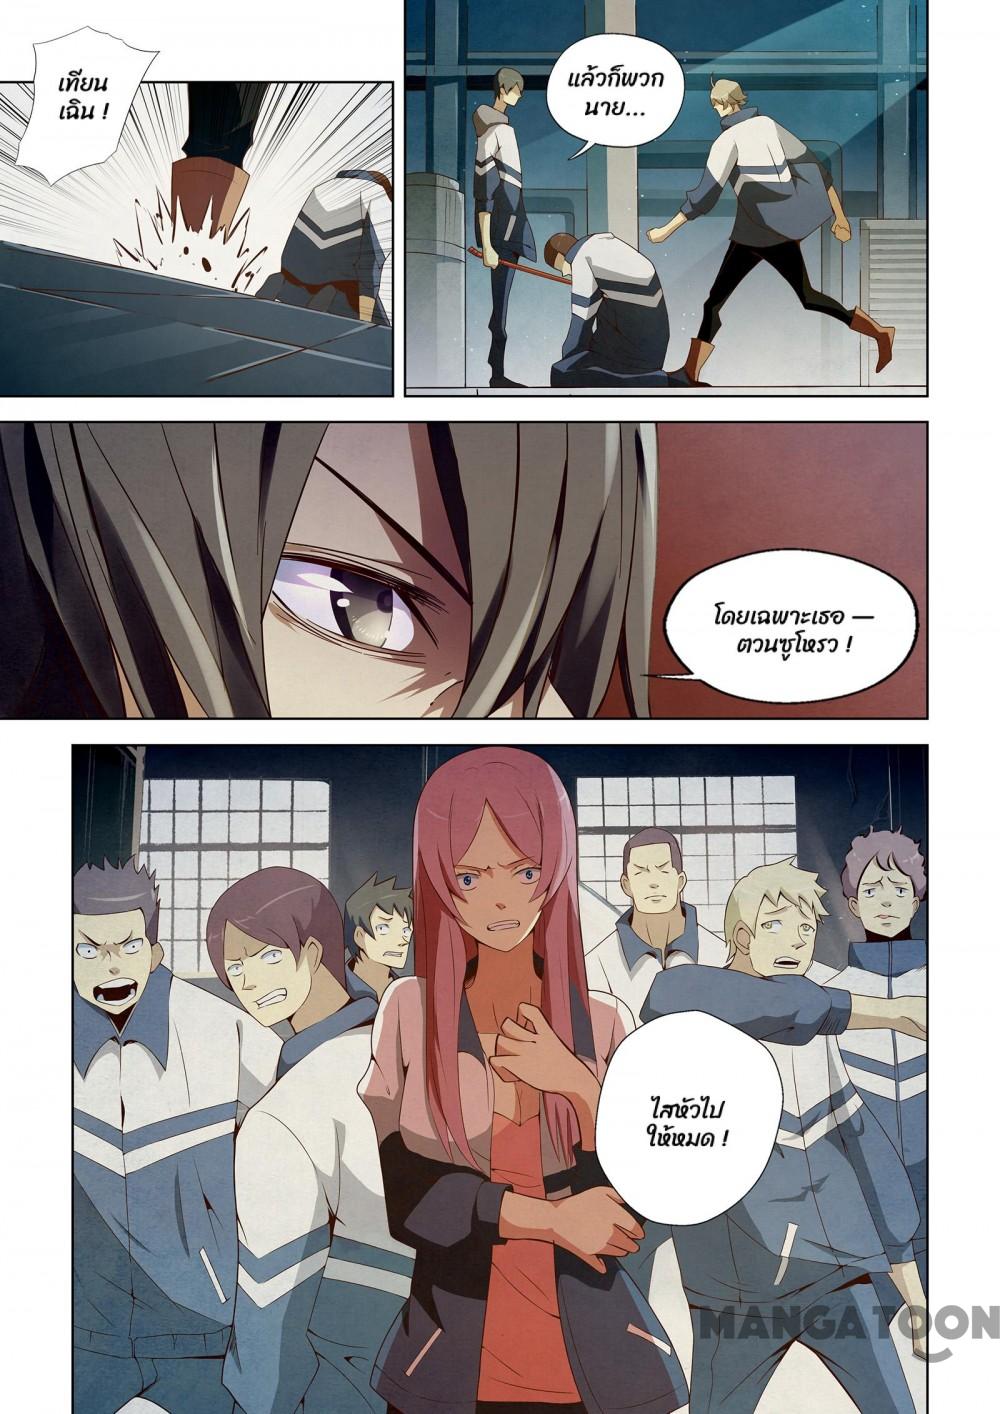 เทียน
เฉิน !
แล้วก็พวก
นาย...
โดยเฉพาะเธอ —
ตวนซูโหรว !
ไสหัวไป
ให้หมด !
MANGATOON